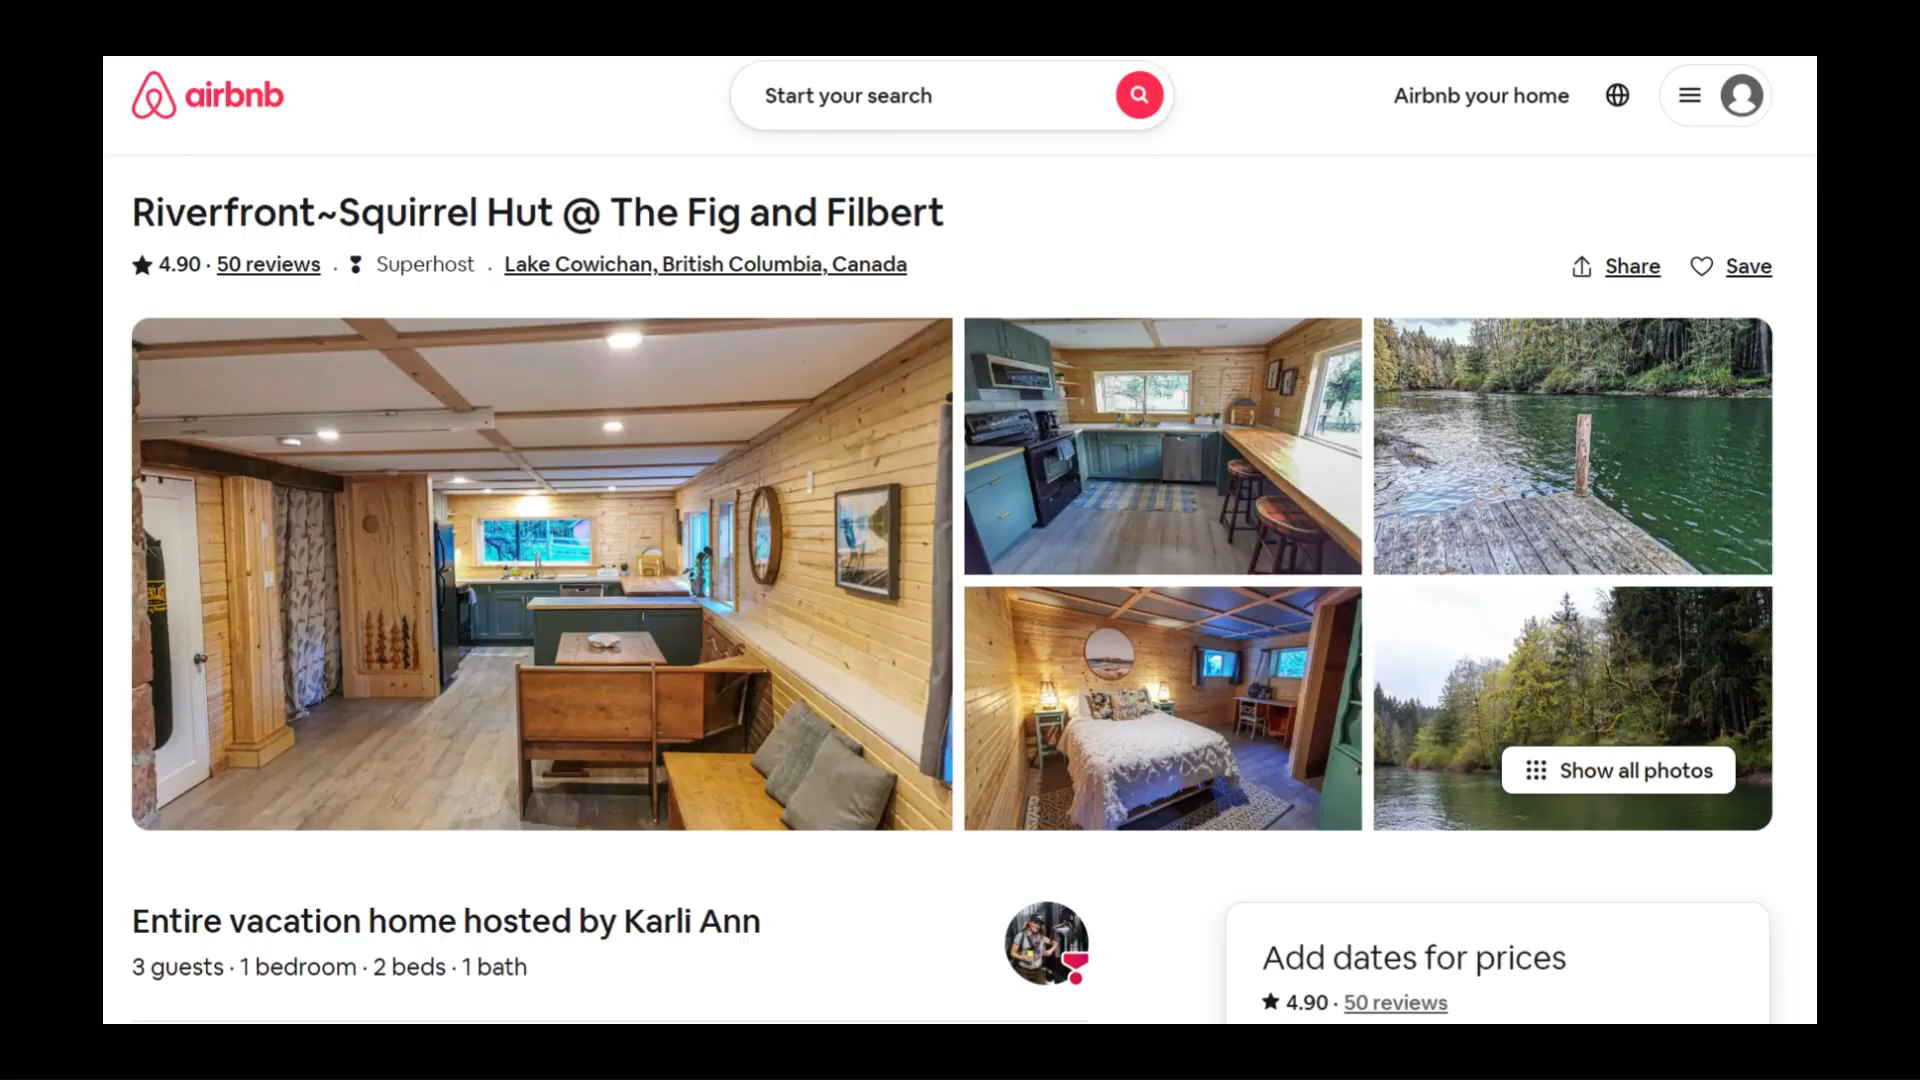 airbnb
Start your search
Airbnb your home
Riverfront~Squirrel Hut @ The Fig and Filbert
4.90 · 50 reviews . Superhost . Lake Cowichan, British Columbia, Canada
Share
Save
Show all photos
Entire vacation home hosted by Karli Ann
3 guests · 1 bedroom · 2 beds · 1 bath
Add dates for prices
4.90 · 50 reviews